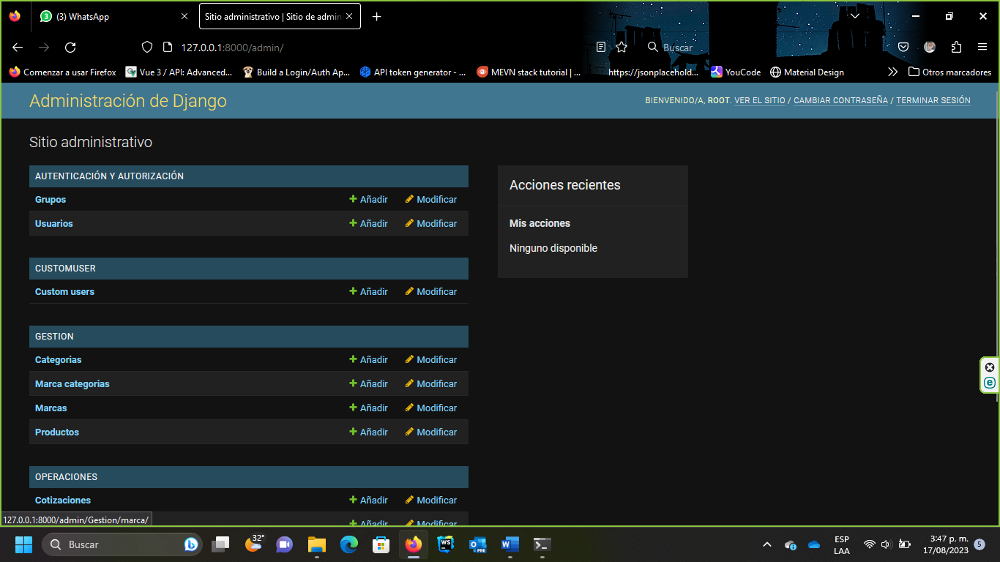 (3) WhatsApp
Sitio administrativo | Sitio de admin
127.0.0.1:8000/admin/
Buscar
Comenzar a usar Firefox
Vue 3 / API: Advanced...
Build a Login/Auth Ap...
API token generator - ...
MEVN stack tutorial | ...
https://jsonplacehold...
YouCode
Material Design
Otros marcadores
Administración de Django
BIENVENIDO/A, ROOT. VER EL SITIO / CAMBIAR CONTRASEÑA / TERMINAR SESIÓN
Sitio administrativo
AUTENTICACIÓN Y AUTORIZACIÓN
Grupos Añadir Modificar
Usuarios Añadir Modificar
CUSTOMUSER
Custom users Añadir Modificar
GESTION
Categorias Añadir Modificar
Marca categorias Añadir Modificar
Marcas Añadir Modificar
Productos Añadir Modificar
OPERACIONES
Cotizaciones Añadir Modificar
Añadir Modificar
Acciones recientes
Mis acciones
Ninguno disponible
127.0.0.1:8000/admin/Gestion/marca/
Buscar
32°
WS
PRE
ESP
LAA
3:47 p. m.
17/08/2023
5